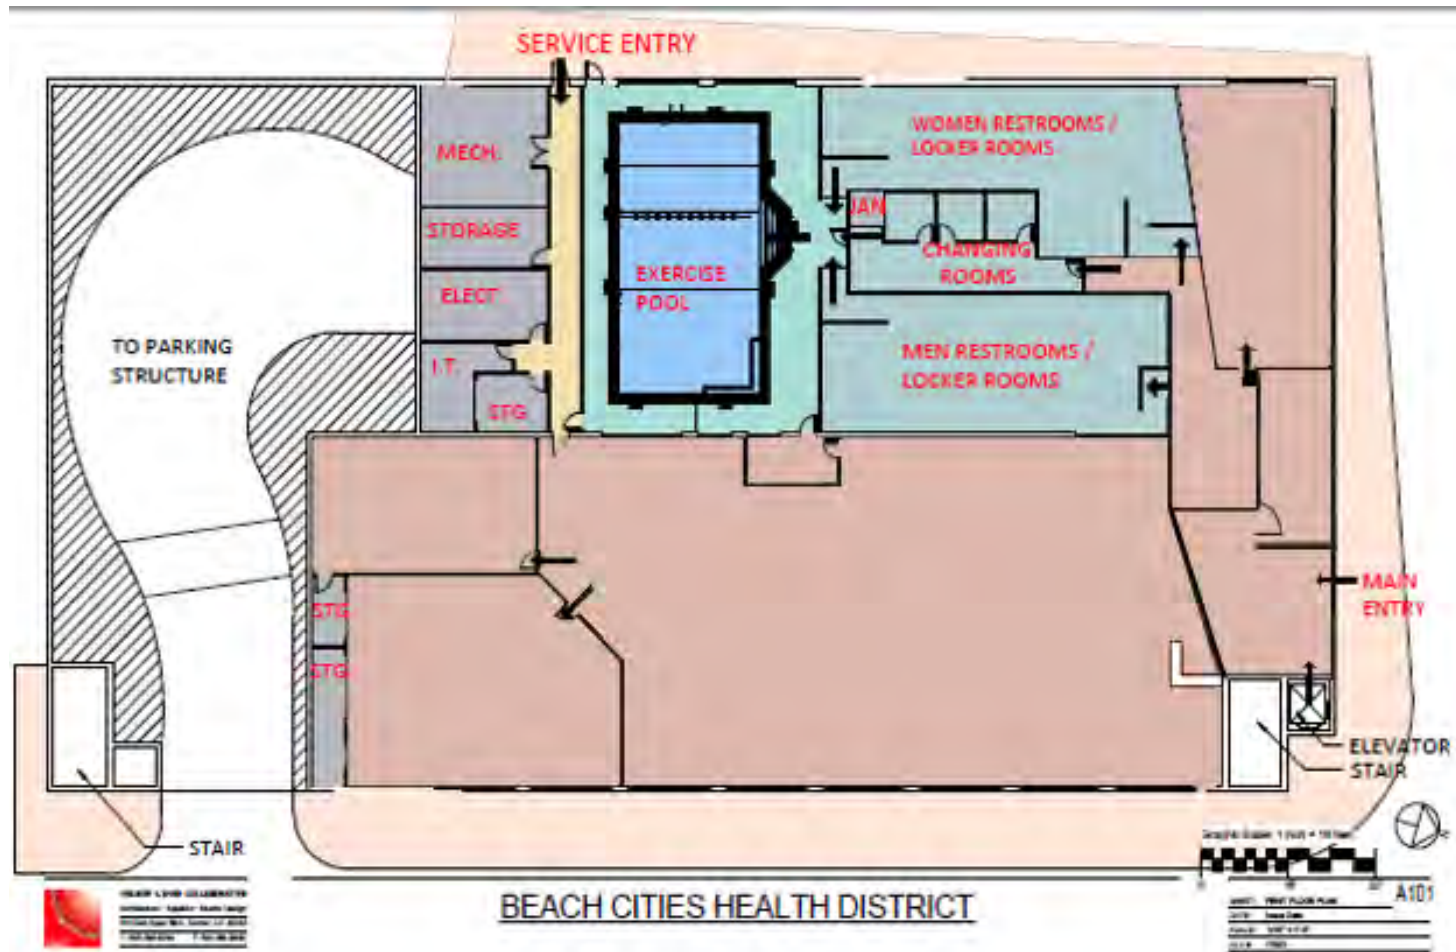 SERVICE ENTRY
MECH.
STORAGE
ELECT
I.T.
STG
EXERCISE
POOL
WOMEN RESTROOMS /
LOCKER ROOMS
JAN
CHANGING
ROOMS
MEN RESTROOMS /
LOCKER ROOMS
TO PARKING
STRUCTURE
STG
STG
MAIN
ENTRY
ELEVATOR
STAIR
STAIR
BEACH CITIES HEALTH DISTRICT
A101